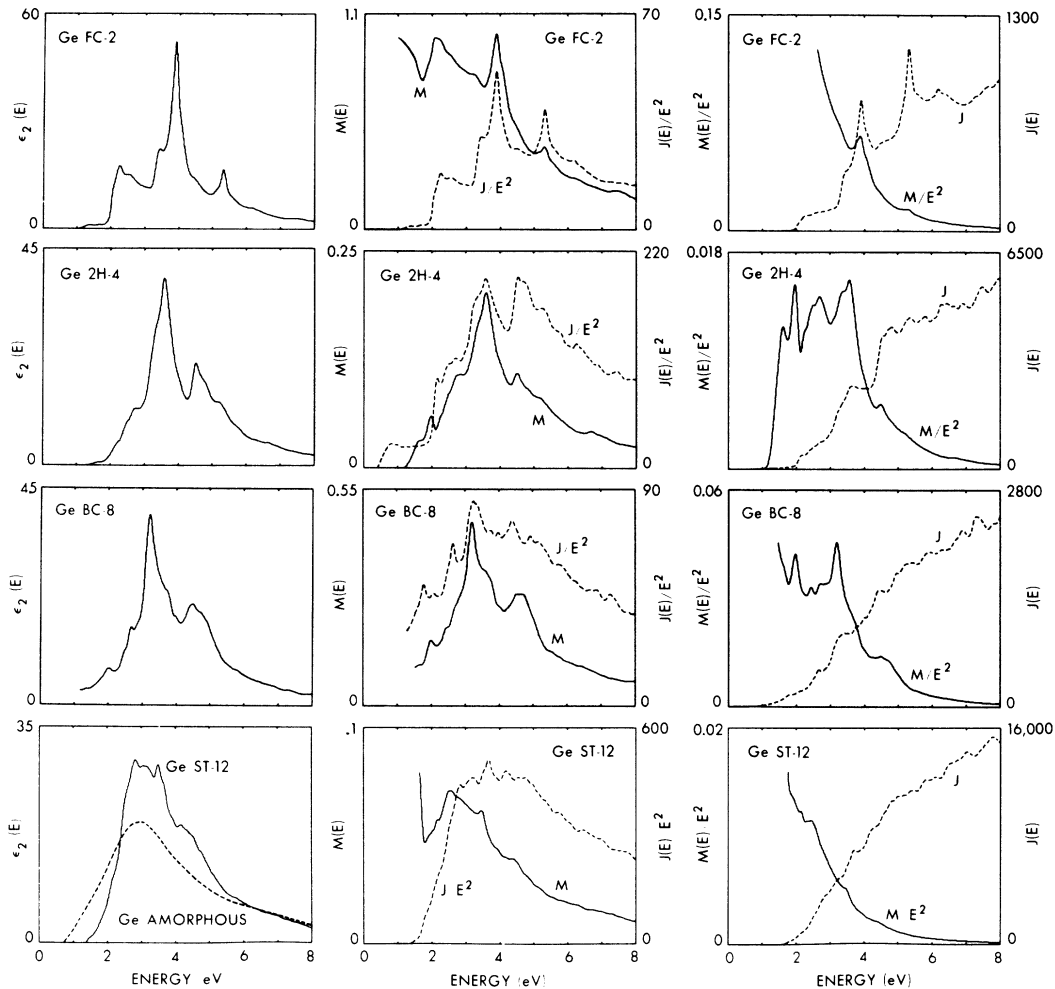 60
Ge FC-2
ϵ2 (E)
0
1.1
70
Ge FC-2
M
J/E²
M(E)
J(E)/E²
0
0
0.15
1300
Ge FC-2
J
M/E²
M(E)/E²
J(E)
0
0
45
Ge 2H-4
ϵ2 (E)
0
0.25
220
Ge 2H-4
J/E²
M
M(E)
J(E)/E²
0
0
0.018
6500
Ge 2H-4
J
M/E²
M(E)/E²
J(E)
0
0
45
Ge BC-8
ϵ2 (E)
0
0.55
90
Ge BC-8
J/E²
M
M(E)
J(E)/E²
0
0
0.06
2800
Ge BC-8
J
M/E²
M(E)/E²
J(E)
0
0
35
Ge ST-12
Ge AMORPHOUS
ϵ2 (E)
0
0 2 4 6 8
ENERGY eV
.1
600
Ge ST-12
J E²
M
M(E)
J(E) E²
0
0
0 2 4 6 8
ENERGY (eV)
0.02
16,000
Ge ST-12
J
M E²
M(E) E²
J(E)
0
0
0 2 4 6 8
ENERGY (eV)